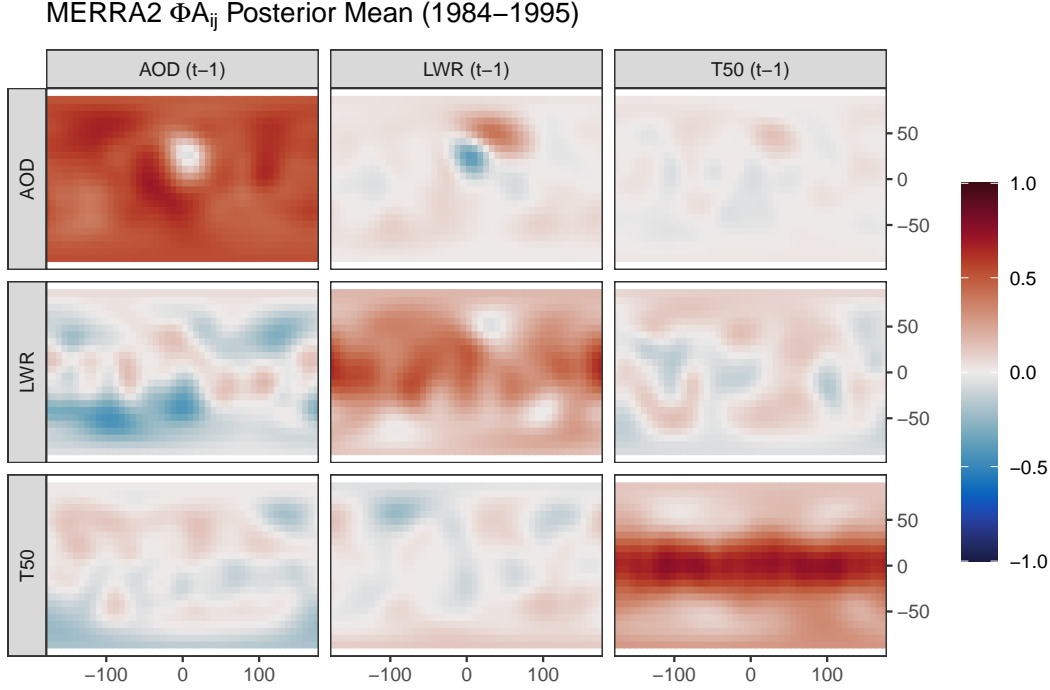 MERRA2 ΦAij Posterior Mean (1984−1995)
AOD (t−1) LWR (t−1) T50 (t−1)
AOD
50
0
−50
LWR
50
0
−50
T50
50
0
−50
−100 0 100 −100 0 100 −100 0 100
1.0
0.5
0.0
−0.5
−1.0